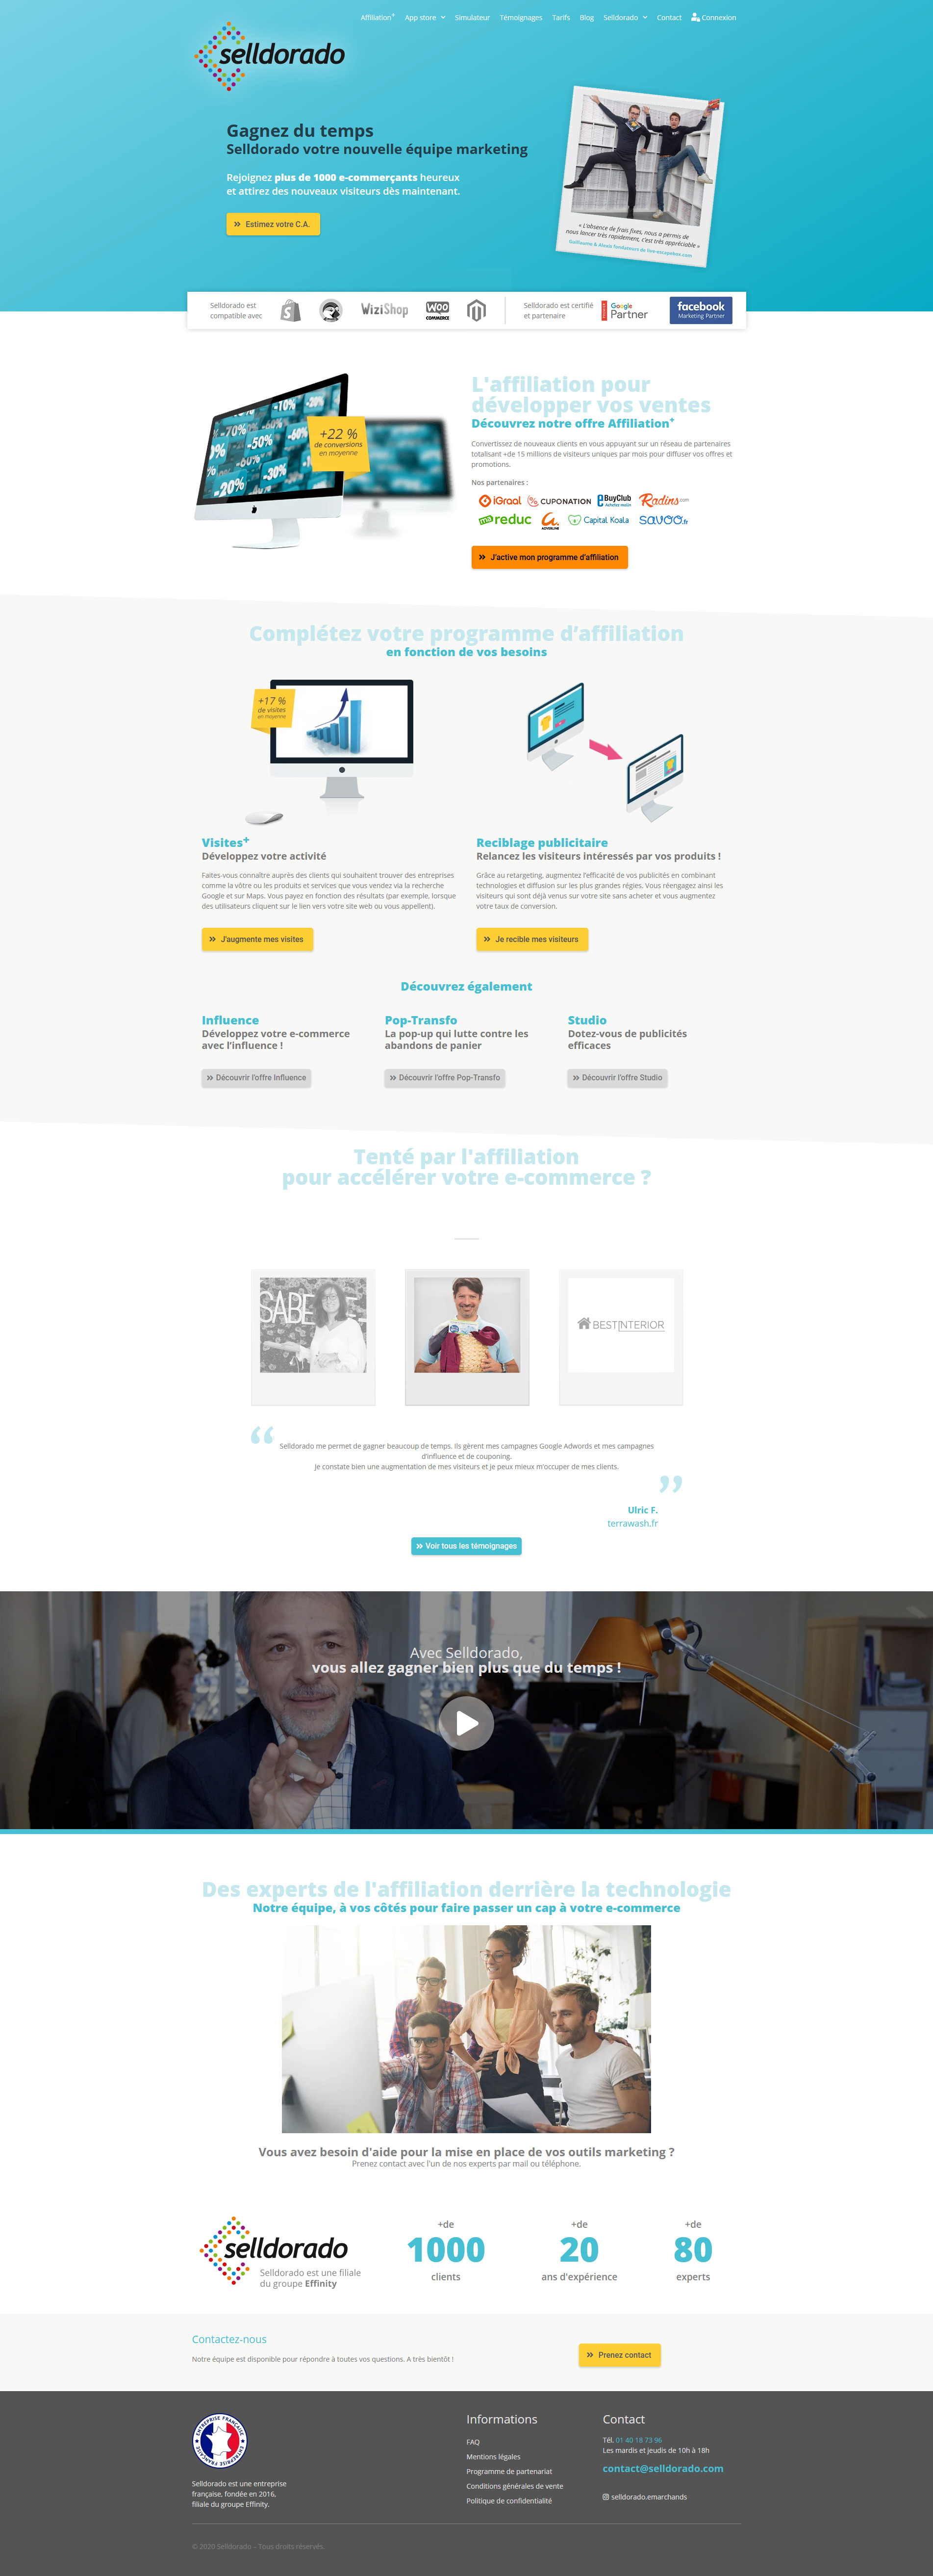 Affiliation+
App store
Simulateur
Témoignages
Tarifs
Blog
Selldorado
Contact
Connexion
selldorado
Gagnez du temps
Selldorado votre nouvelle équipe marketing
Rejoignez plus de 1000 e-commerçants heureux
et attirez des nouveaux visiteurs dès maintenant.
Estimez votre C.A.
« L'absence de frais fixes, nous a permis de
nous lancer très rapidement, c'est très appréciable »
Selldorado est
compatible avec
WiziShop
WOO
COMMERCE
Selldorado est certifié
et partenaire
Google
Partner
facebook
Marketing Partner
-10%
-70%
-50%
-30%
-20%
+22 %
de conversions
en moyenne
L'affiliation pour
développer vos ventes
Découvrez notre offre Affiliation+
Convertissez de nouveaux clients en vous appuyant sur un réseau de partenaires
totalisant +de 15 millions de visiteurs uniques par mois pour diffuser vos offres et
promotions.
Nos partenaires :
iGraal
CUPONATION
BuyClub
Achetez malin
Radins.com
ma reduc
ADVERLINE
Capital Koala
savoo.fr
J'active mon programme d'affiliation
Complétez votre programme d'affiliation
en fonction de vos besoins
+17 %
de visites
en moyenne
Visites+
Développez votre activité
Faites-vous connaître auprès des clients qui souhaitent trouver des entreprises
comme la vôtre ou les produits et services que vous vendez via la recherche
Google et sur Maps. Vous payez en fonction des résultats (par exemple, lorsque
des utilisateurs cliquent sur le lien vers votre site web ou vous appellent).
J'augmente mes visites
Reciblage publicitaire
Relancez les visiteurs intéressés par vos produits !
Grâce au retargeting, augmentez l'efficacité de vos publicités en combinant
technologies et diffusion sur les plus grandes régies. Vous réengagez ainsi les
visiteurs qui sont déjà venus sur votre site sans acheter et vous augmentez
votre taux de conversion.
Je recible mes visiteurs
Découvrez également
Influence
Développez votre e-commerce
avec l'influence !
Découvrir l'offre Influence
Pop-Transfo
La pop-up qui lutte contre les
abandons de panier
Découvrir l'offre Pop-Transfo
Studio
Dotez-vous de publicités
efficaces
Découvrir l'offre Studio
Tenté par l'affiliation
pour accélérer votre e-commerce ?
BESTINTERIOR
“
Selldorado me permet de gagner beaucoup de temps. Ils gèrent mes campagnes Google Adwords et mes campagnes
d'influence et de couponing.
Je constate bien une augmentation de mes visiteurs et je peux mieux m'occuper de mes clients.
”
Ulric F.
terrawash.fr
Voir tous les témoignages
Avec Selldorado,
vous allez gagner bien plus que du temps !
Des experts de l'affiliation derrière la technologie
Notre équipe, à vos côtés pour faire passer un cap à votre e-commerce
Vous avez besoin d'aide pour la mise en place de vos outils marketing ?
Prenez contact avec l'un de nos experts par mail ou téléphone.
selldorado
Selldorado est une filiale
du groupe Effinity
+de
1000
clients
+de
20
ans d'expérience
+de
80
experts
Contactez-nous
Notre équipe est disponible pour répondre à toutes vos questions. A très bientôt !
Prenez contact
ENTREPRISE FRANÇAISE
ENTREPRISE FRANÇAISE
Selldorado est une entreprise
française, fondée en 2016,
filiale du groupe Effinity.
Informations
FAQ
Mentions légales
Programme de partenariat
Conditions générales de vente
Politique de confidentialité
Contact
Tél. 01 40 18 73 96
Les mardis et jeudis de 10h à 18h
contact@selldorado.com
selldorado.emarchands
© 2020 Selldorado – Tous droits réservés.